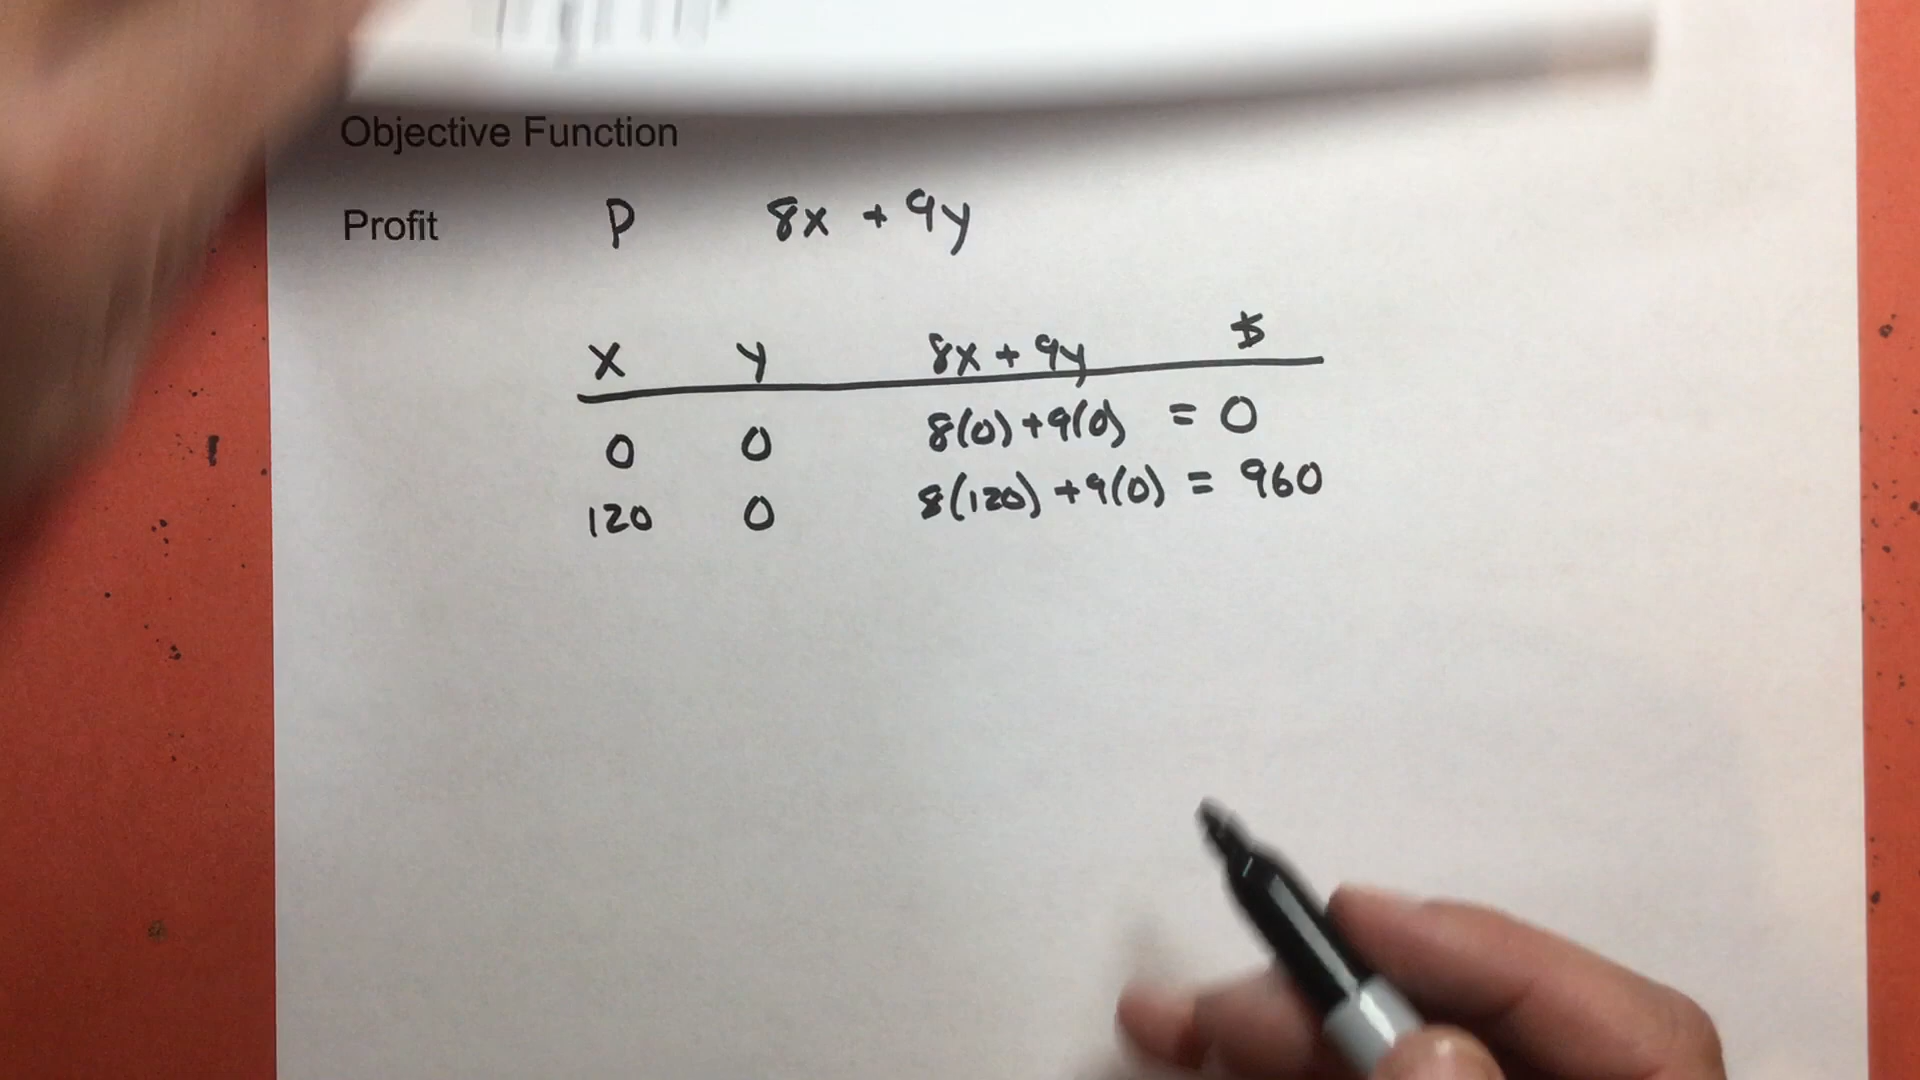 Objective Function
Profit P 8x + 9y
X Y 8x + 9y $
0 0 8(0)+9(0) = 0
120 0 8(120)+9(0) = 960